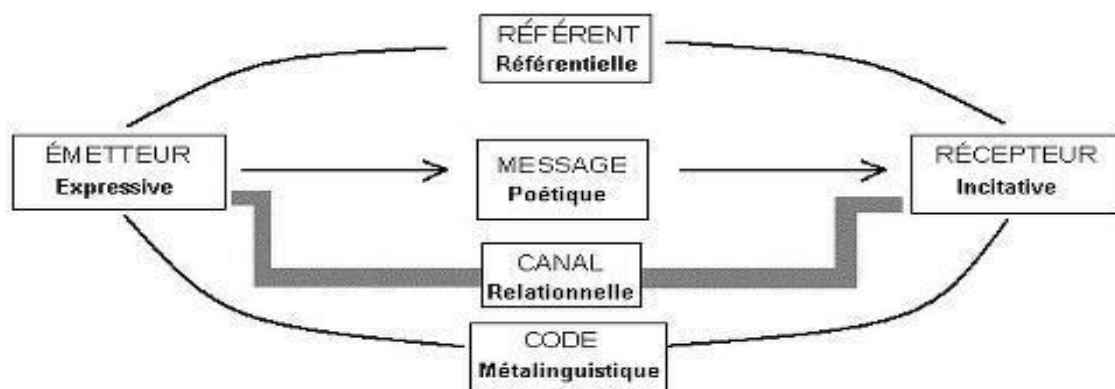 RÉFÉRENT
Référentielle
ÉMETTEUR
Expressive
MESSAGE
Poétique
RÉCEPTEUR
Incitative
CANAL
Relationnelle
CODE
Métalinguistique